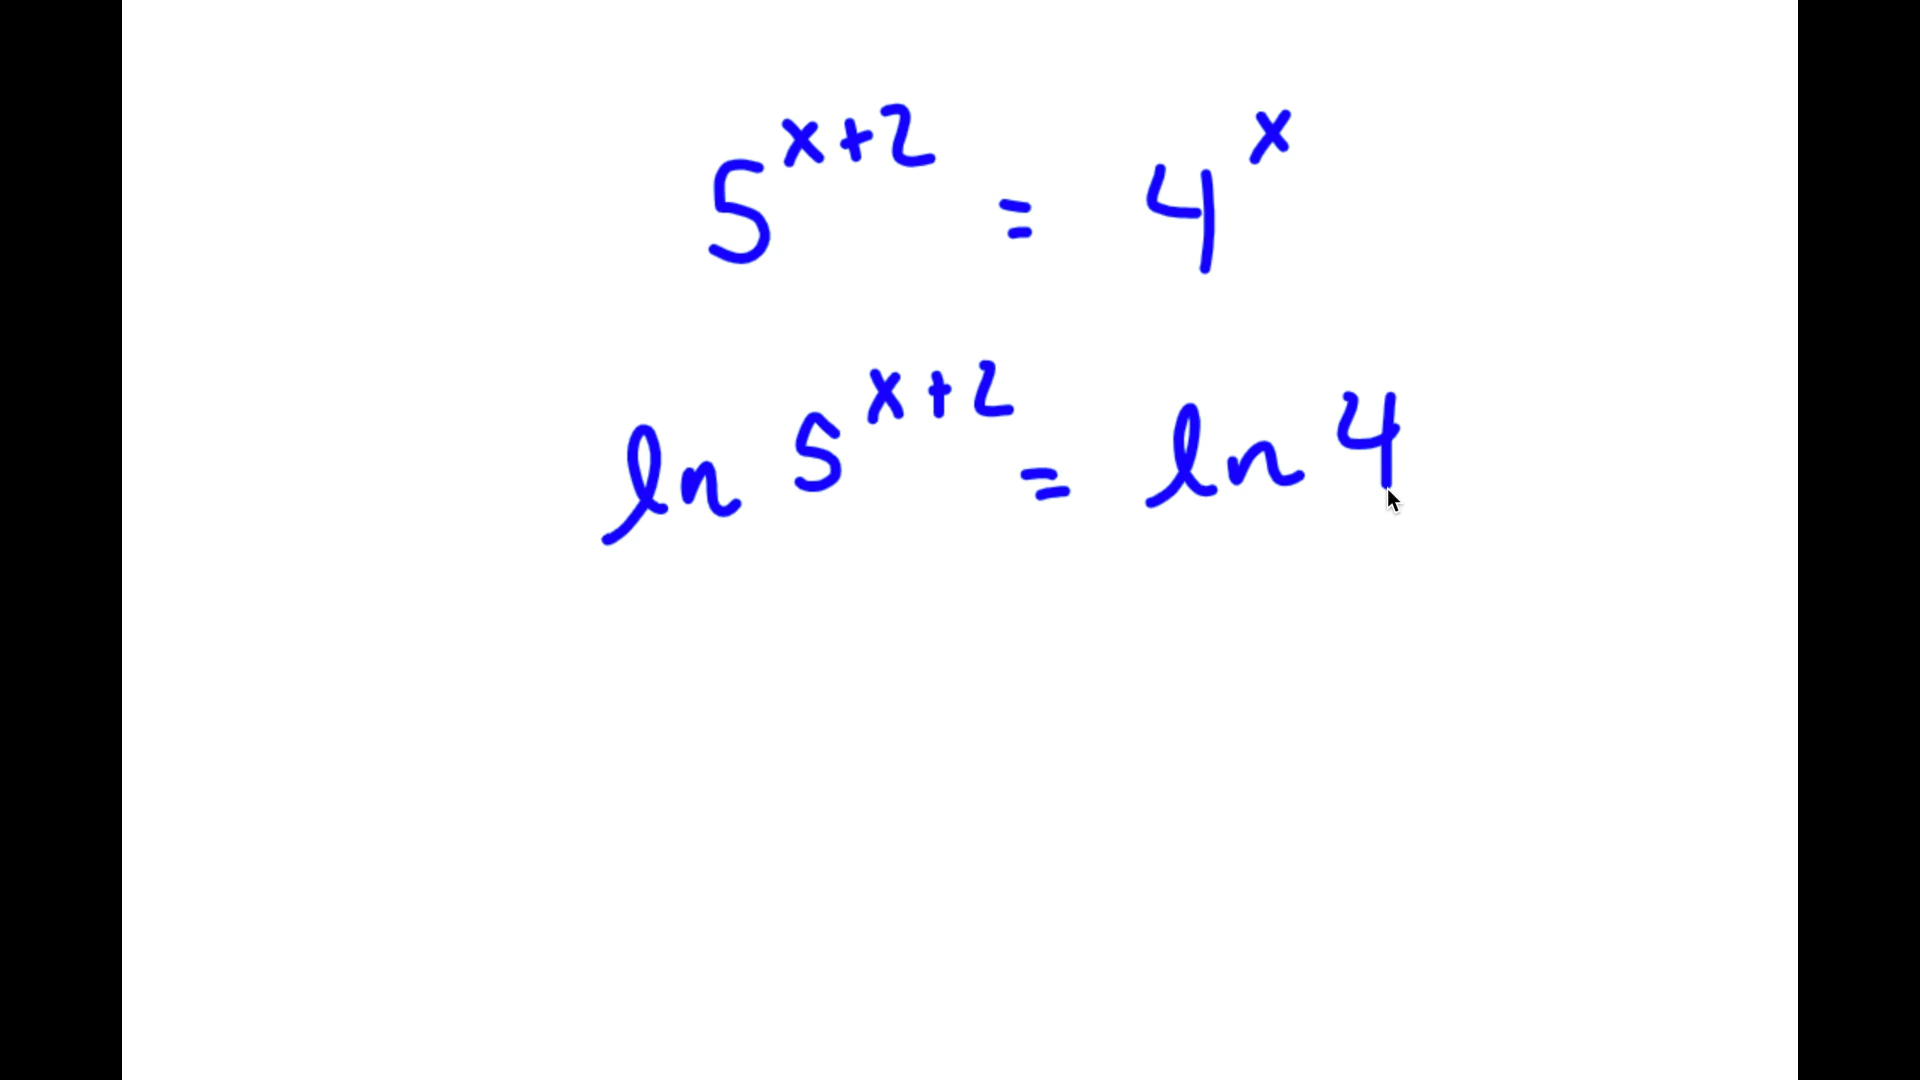 5^{x+2} = 4^x
ln 5^{x+2} = ln 4